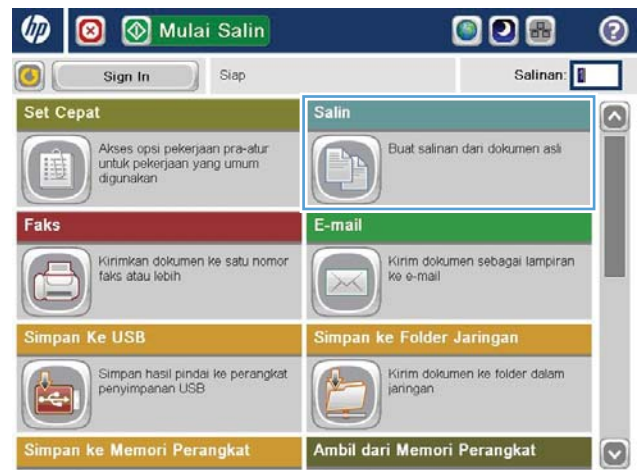 hp
Mulai Salin
?
Sign In
Siap
Salinan: 1
Set Cepat
Akses opsi pekerjaan pra-atur
untuk pekerjaan yang umum
digunakan
Salin
Buat salinan dari dokumen asli
Faks
Kirimkan dokumen ke satu nomor
faks atau lebih
E-mail
Kirim dokumen sebagai lampiran
ke e-mail
Simpan Ke USB
Simpan hasil pindai ke perangkat
penyimpanan USB
Simpan ke Folder Jaringan
Kirim dokumen ke folder dalam
jaringan
Simpan ke Memori Perangkat
Ambil dari Memori Perangkat